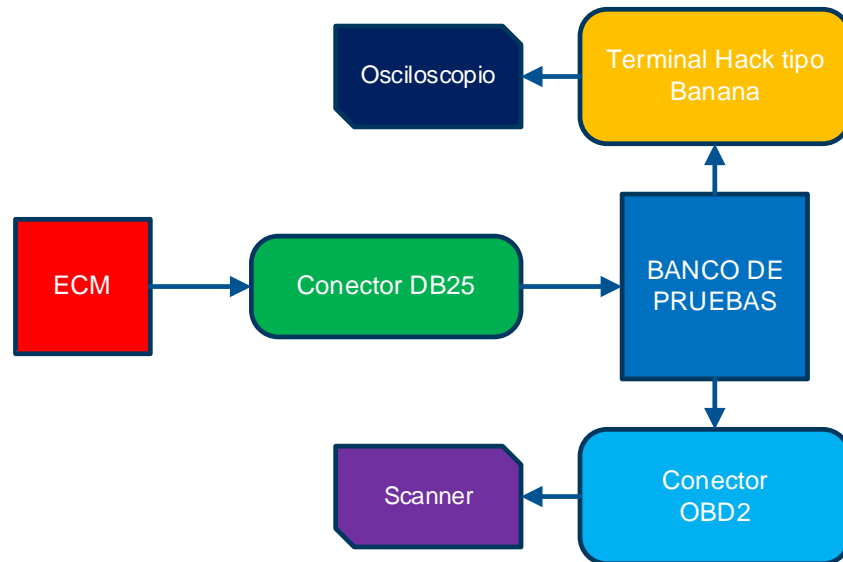 Osciloscopio
Terminal Hack tipo
Banana
ECM
Conector DB25
BANCO DE
PRUEBAS
Scanner
Conector
OBD2